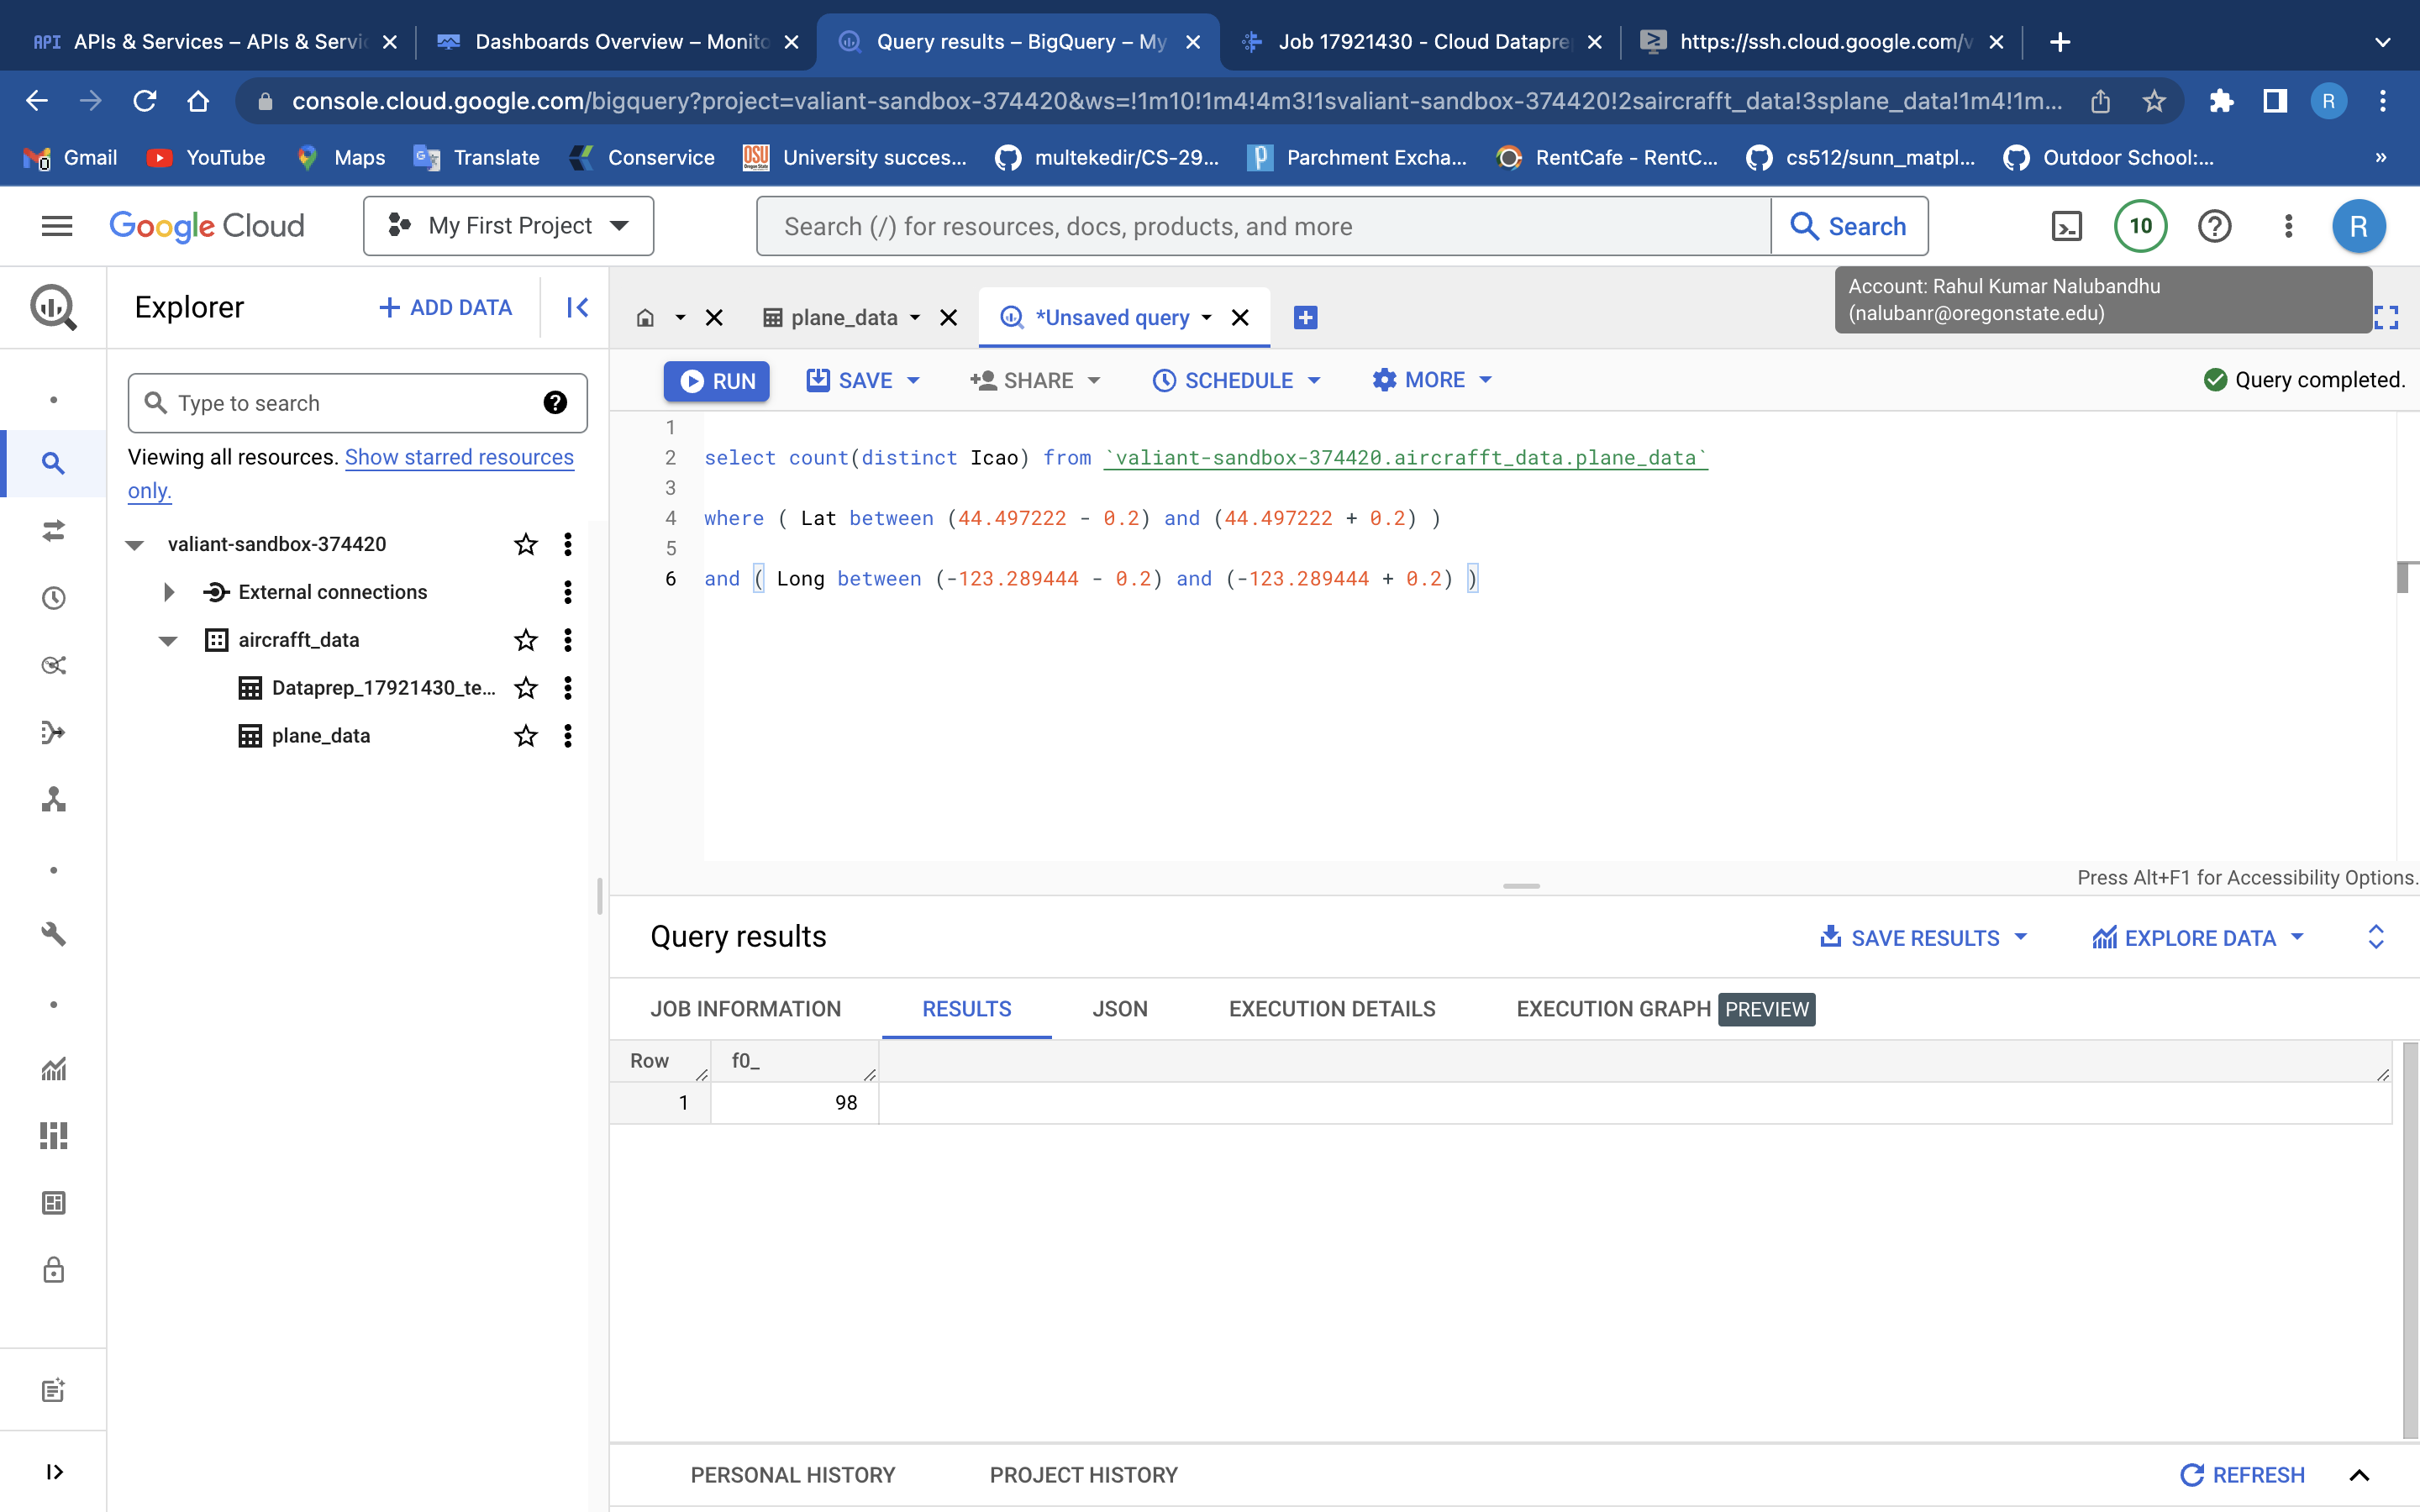 API APIs & Services – APIs & Servic
Dashboards Overview – Monito
Query results – BigQuery – My
Job 17921430 - Cloud Dataprep
https://ssh.cloud.google.com/v
console.cloud.google.com/bigquery?project=valiant-sandbox-374420&ws=!1m10!1m4!4m3!1svaliant-sandbox-374420!2saircrafft_data!3splane_data!1m4!1m...
R
Gmail
YouTube
Maps
Translate
Conservice
University succes...
multekedir/CS-29...
Parchment Excha...
RentCafe - RentC...
cs512/sunn_matpl...
Outdoor School:...
»
Google Cloud
My First Project
Search (/) for resources, docs, products, and more
Search
10
R
Account: Rahul Kumar Nalubandhu
(nalubanr@oregonstate.edu)
Explorer
+ ADD DATA
plane_data
*Unsaved query
RUN
SAVE
SHARE
SCHEDULE
MORE
Query completed.
Type to search
Viewing all resources. Show starred resources
only.
valiant-sandbox-374420
External connections
aircrafft_data
Dataprep_17921430_te...
plane_data
1
2 select count(distinct Icao) from `valiant-sandbox-374420.aircrafft_data.plane_data`
3
4 where ( Lat between (44.497222 - 0.2) and (44.497222 + 0.2) )
5
6 and ( Long between (-123.289444 - 0.2) and (-123.289444 + 0.2) )
Press Alt+F1 for Accessibility Options.
Query results
SAVE RESULTS
EXPLORE DATA
JOB INFORMATION
RESULTS
JSON
EXECUTION DETAILS
EXECUTION GRAPH PREVIEW
Row f0_
1 98
PERSONAL HISTORY
PROJECT HISTORY
REFRESH